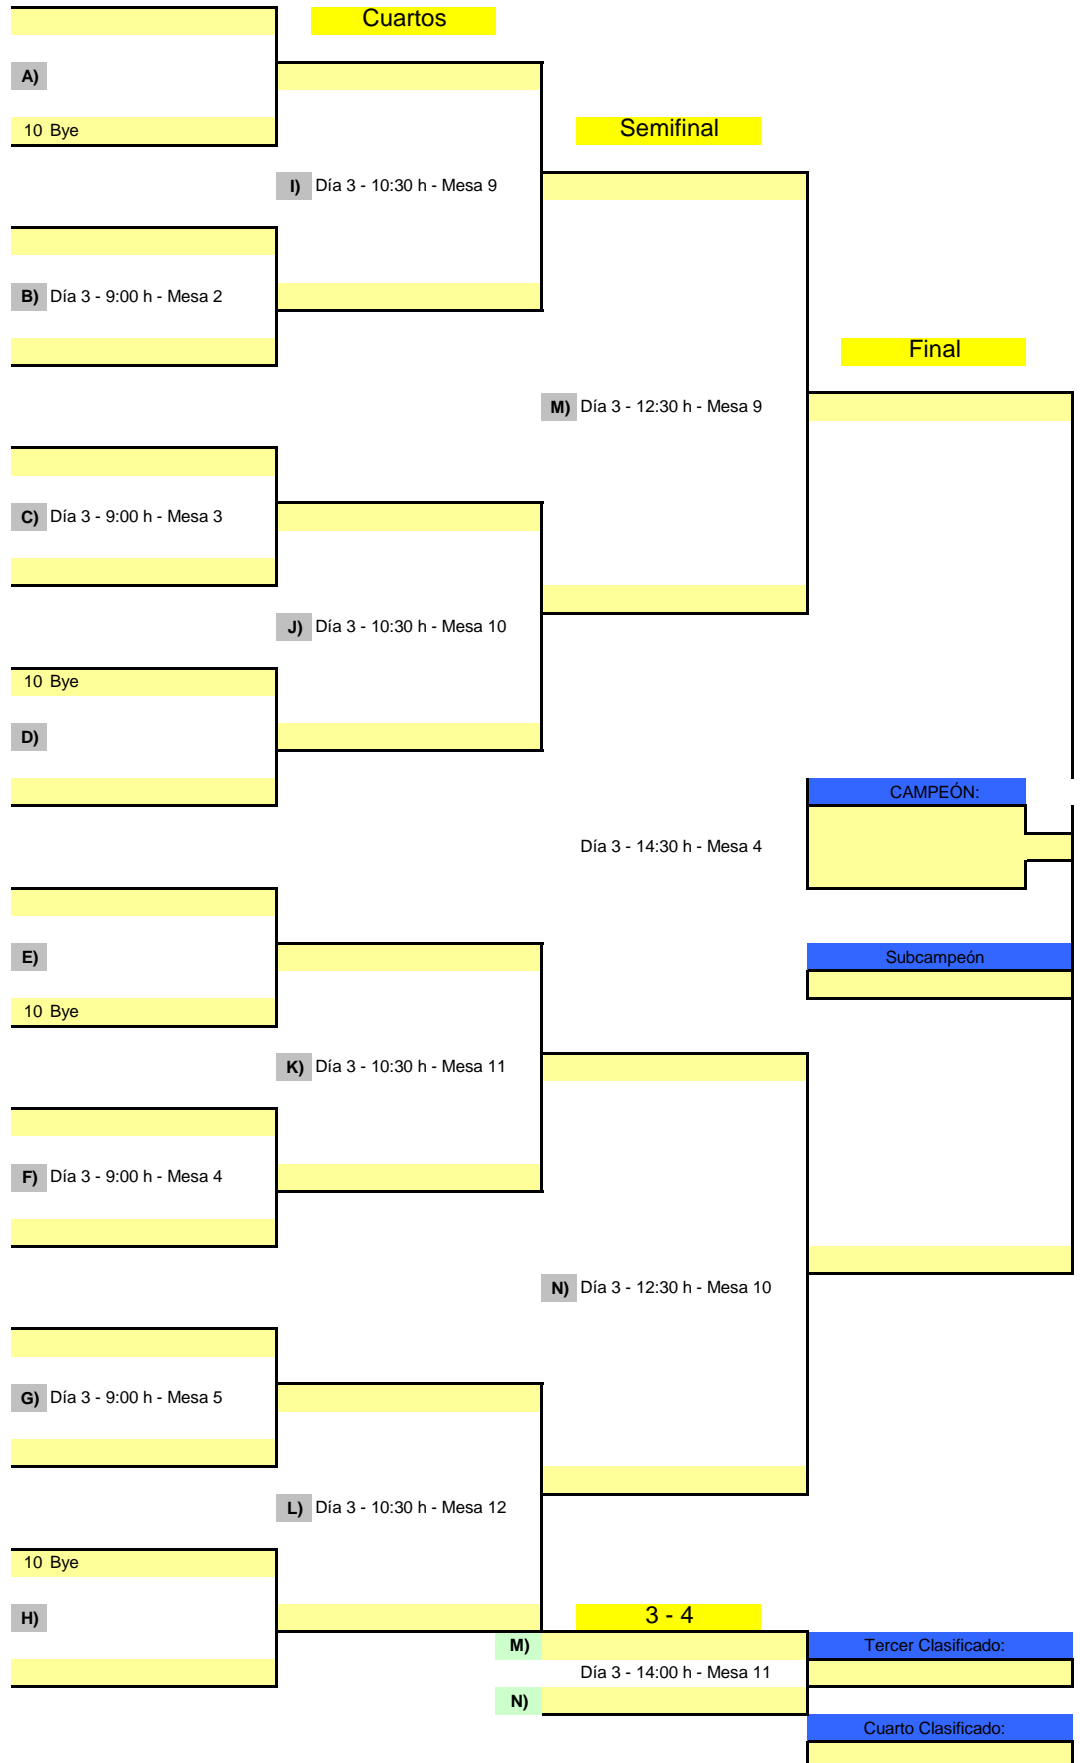 Cuartos
A)
10 Bye
Semifinal
I) Día 3 - 10:30 h - Mesa 9
B) Día 3 - 9:00 h - Mesa 2
Final
M) Día 3 - 12:30 h - Mesa 9
C) Día 3 - 9:00 h - Mesa 3
J) Día 3 - 10:30 h - Mesa 10
10 Bye
D)
CAMPEÓN:
Día 3 - 14:30 h - Mesa 4
E)
Subcampeón
10 Bye
K) Día 3 - 10:30 h - Mesa 11
F) Día 3 - 9:00 h - Mesa 4
N) Día 3 - 12:30 h - Mesa 10
G) Día 3 - 9:00 h - Mesa 5
L) Día 3 - 10:30 h - Mesa 12
10 Bye
H)
3 - 4
M)
Tercer Clasificado:
Día 3 - 14:00 h - Mesa 11
N)
Cuarto Clasificado: